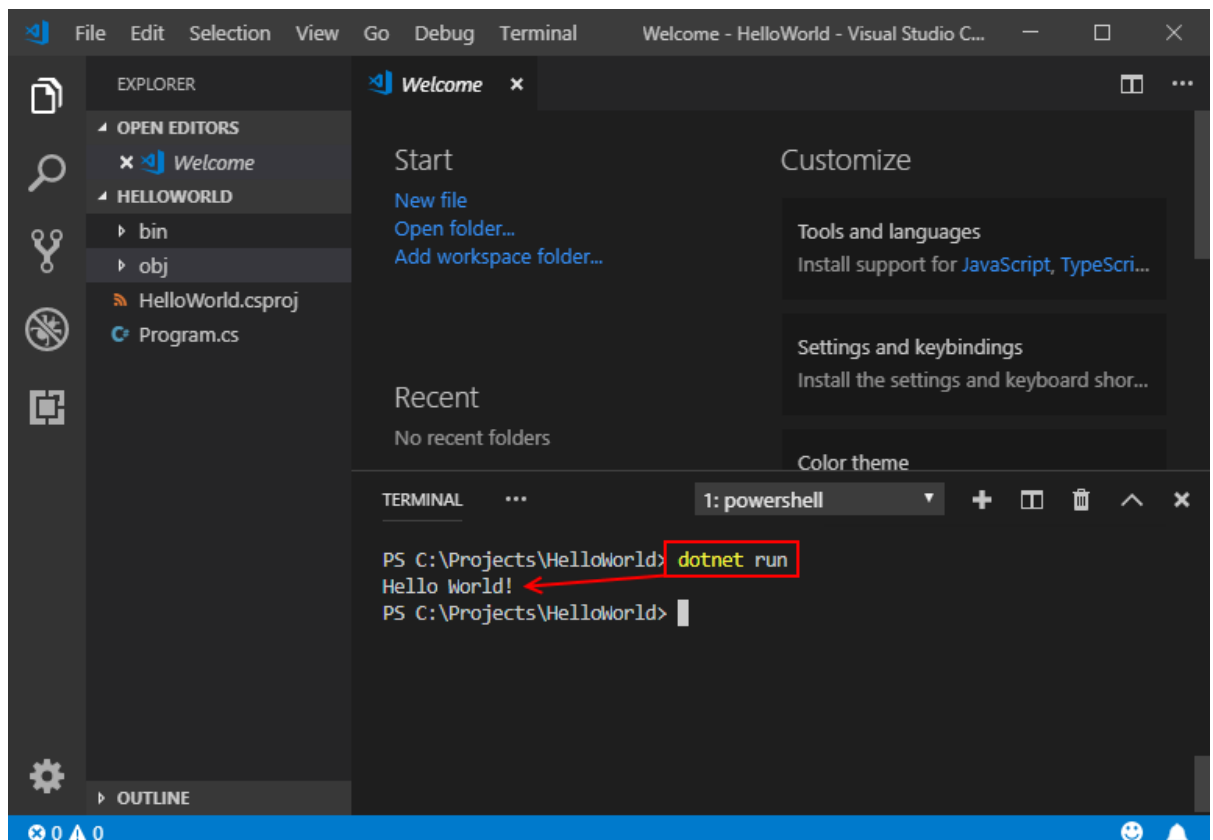 File Edit Selection View Go Debug Terminal Welcome - HelloWorld - Visual Studio C...
EXPLORER
OPEN EDITORS
Welcome
HELLOWORLD
bin
obj
HelloWorld.csproj
Program.cs
OUTLINE
Welcome
Start
New file
Open folder...
Add workspace folder...
Recent
No recent folders
Customize
Tools and languages
Install support for JavaScript, TypeScri...
Settings and keybindings
Install the settings and keyboard shor...
Color theme
TERMINAL ... 1: powershell
PS C:\Projects\HelloWorld> dotnet run
Hello World!
PS C:\Projects\HelloWorld>
0 0